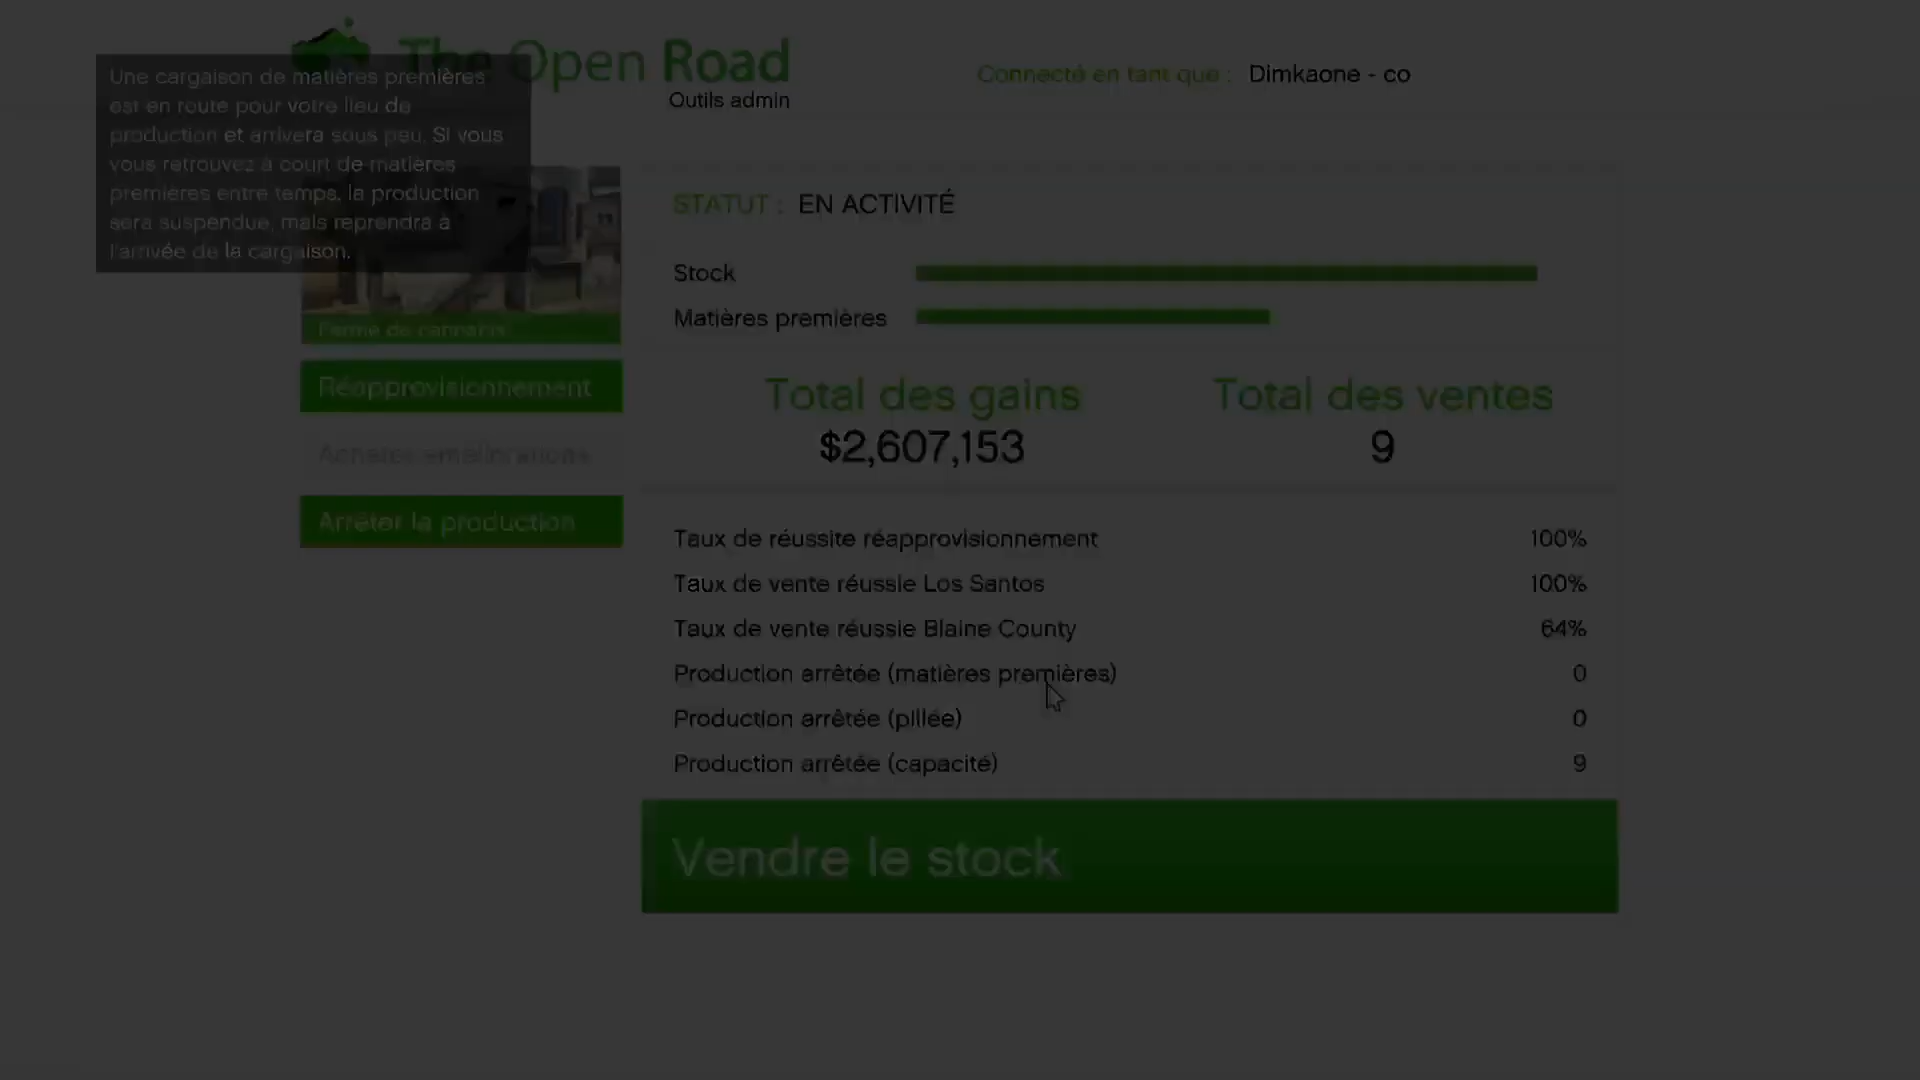 The Open Road
Outils admin
Connecté en tant que : Dimkaone - co
Une cargaison de matières premières
est en route pour votre lieu de
production et arrivera sous peu. Si vous
vous retrouvez à court de matières
premières entre temps, la production
sera suspendue, mais reprendra à
l'arrivée de la cargaison.
Ferme de cannabis
Réapprovisionnement
Acheter améliorations
Arrêter la production
STATUT : EN ACTIVITÉ
Stock
Matières premières
Total des gains
$2,607,153
Total des ventes
9
Taux de réussite réapprovisionnement 100%
Taux de vente réussie Los Santos 100%
Taux de vente réussie Blaine County 64%
Production arrêtée (matières premières) 0
Production arrêtée (pillée) 0
Production arrêtée (capacité) 9
Vendre le stock